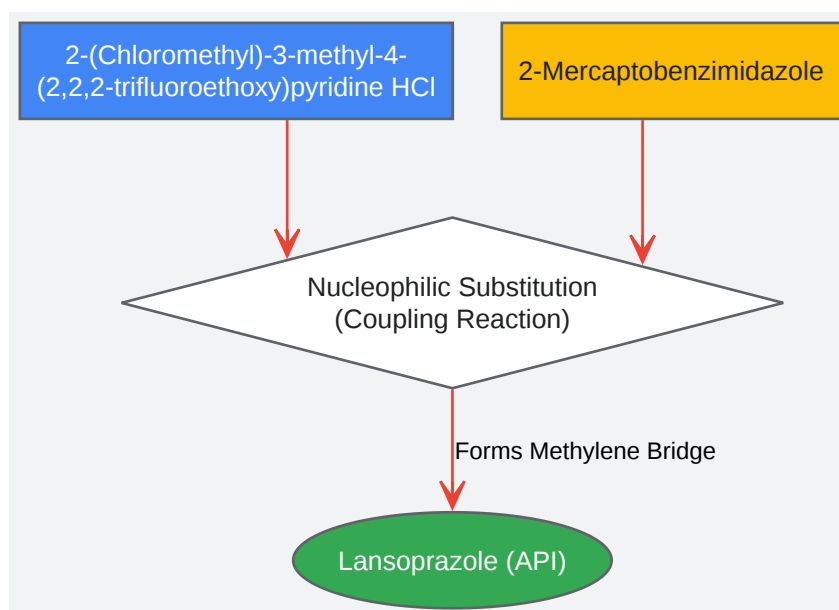 2-(Chloromethyl)-3-methyl-4-
(2,2,2-trifluoroethoxy)pyridine HCl
2-Mercaptobenzimidazole
Nucleophilic Substitution
(Coupling Reaction)
Forms Methylene Bridge
Lansoprazole (API)